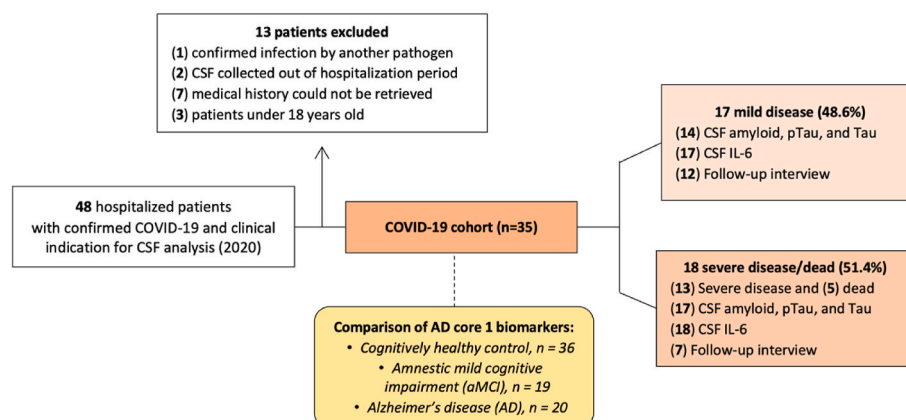 13 patients excluded
(1) confirmed infection by another pathogen
(2) CSF collected out of hospitalization period
(7) medical history could not be retrieved
(3) patients under 18 years old
48 hospitalized patients
with confirmed COVID-19 and clinical
indication for CSF analysis (2020)
COVID-19 cohort (n=35)
17 mild disease (48.6%)
(14) CSF amyloid, pTau, and Tau
(17) CSF IL-6
(12) Follow-up interview
18 severe disease/dead (51.4%)
(13) Severe disease and (5) dead
(17) CSF amyloid, pTau, and Tau
(18) CSF IL-6
(7) Follow-up interview
Comparison of AD core 1 biomarkers:
• Cognitively healthy control, n = 36
• Amnestic mild cognitive
impairment (aMCI), n = 19
• Alzheimer's disease (AD), n = 20